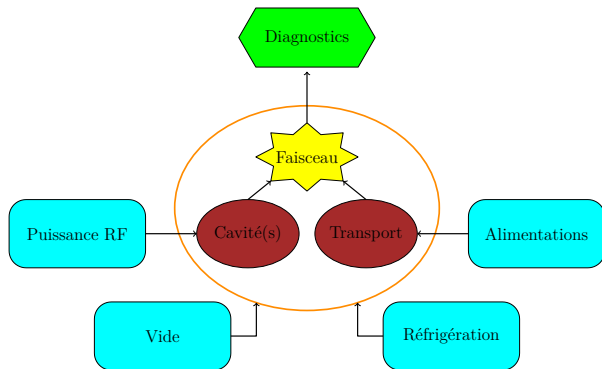 Diagnostics
Faisceau
Puissance RF
Cavité(s)
Transport
Alimentations
Vide
Réfrigération